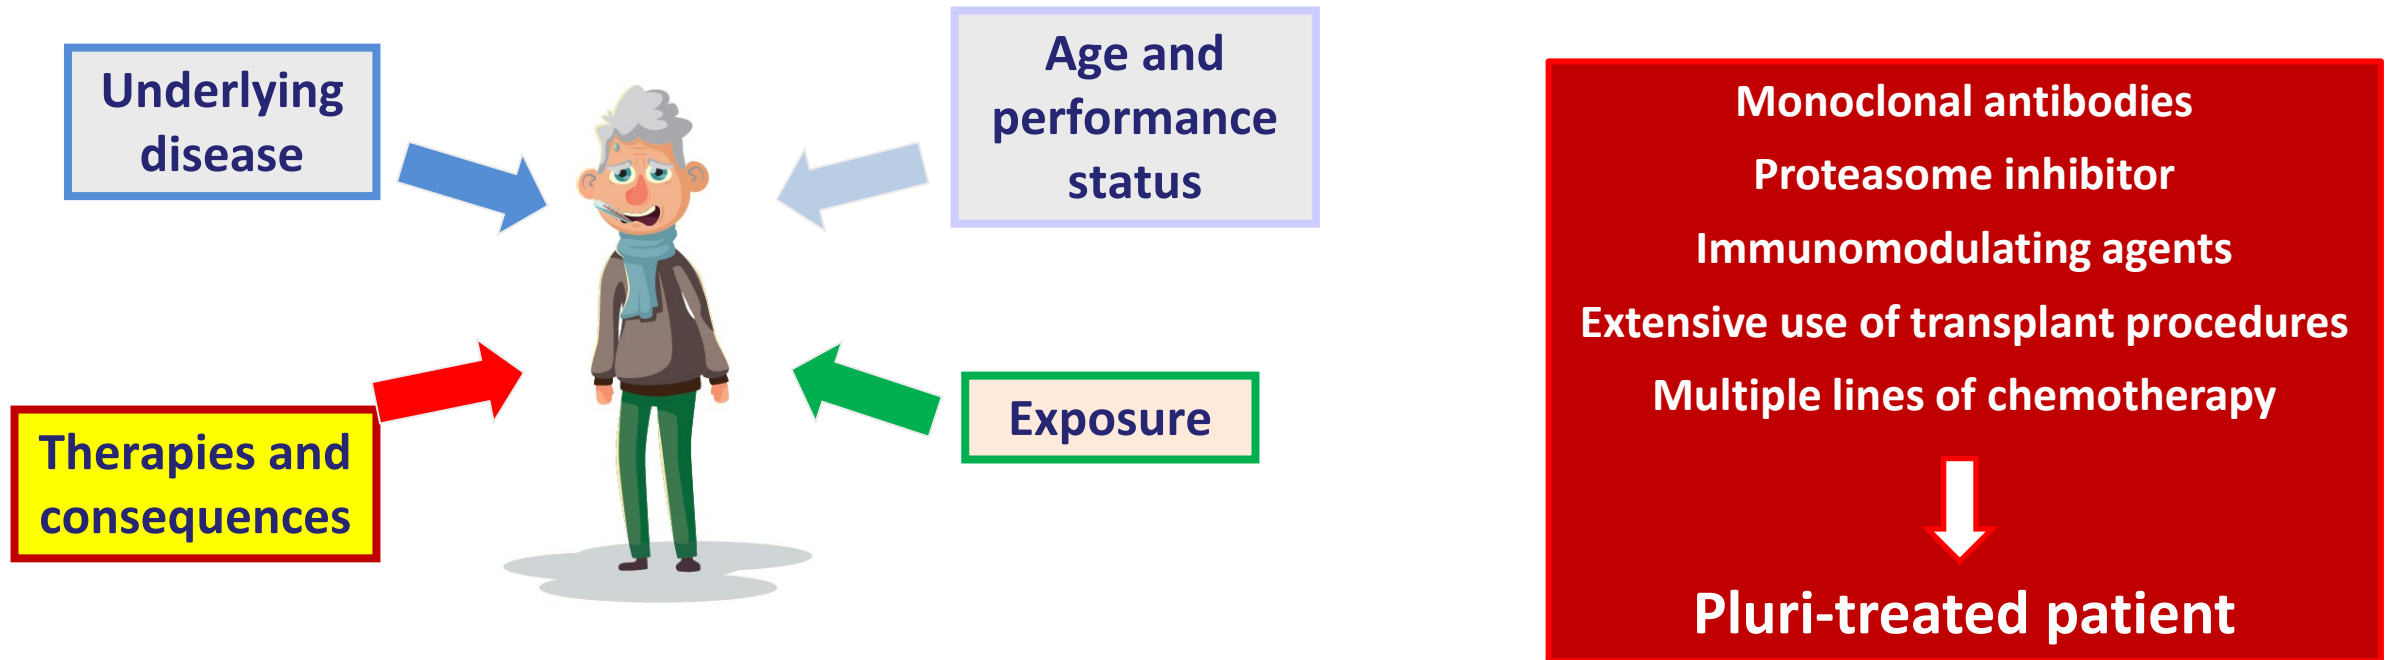 Underlying
disease
Age and
performance
status
Therapies and
consequences
Exposure
Monoclonal antibodies
Proteasome inhibitor
Immunomodulating agents
Extensive use of transplant procedures
Multiple lines of chemotherapy
Pluri-treated patient